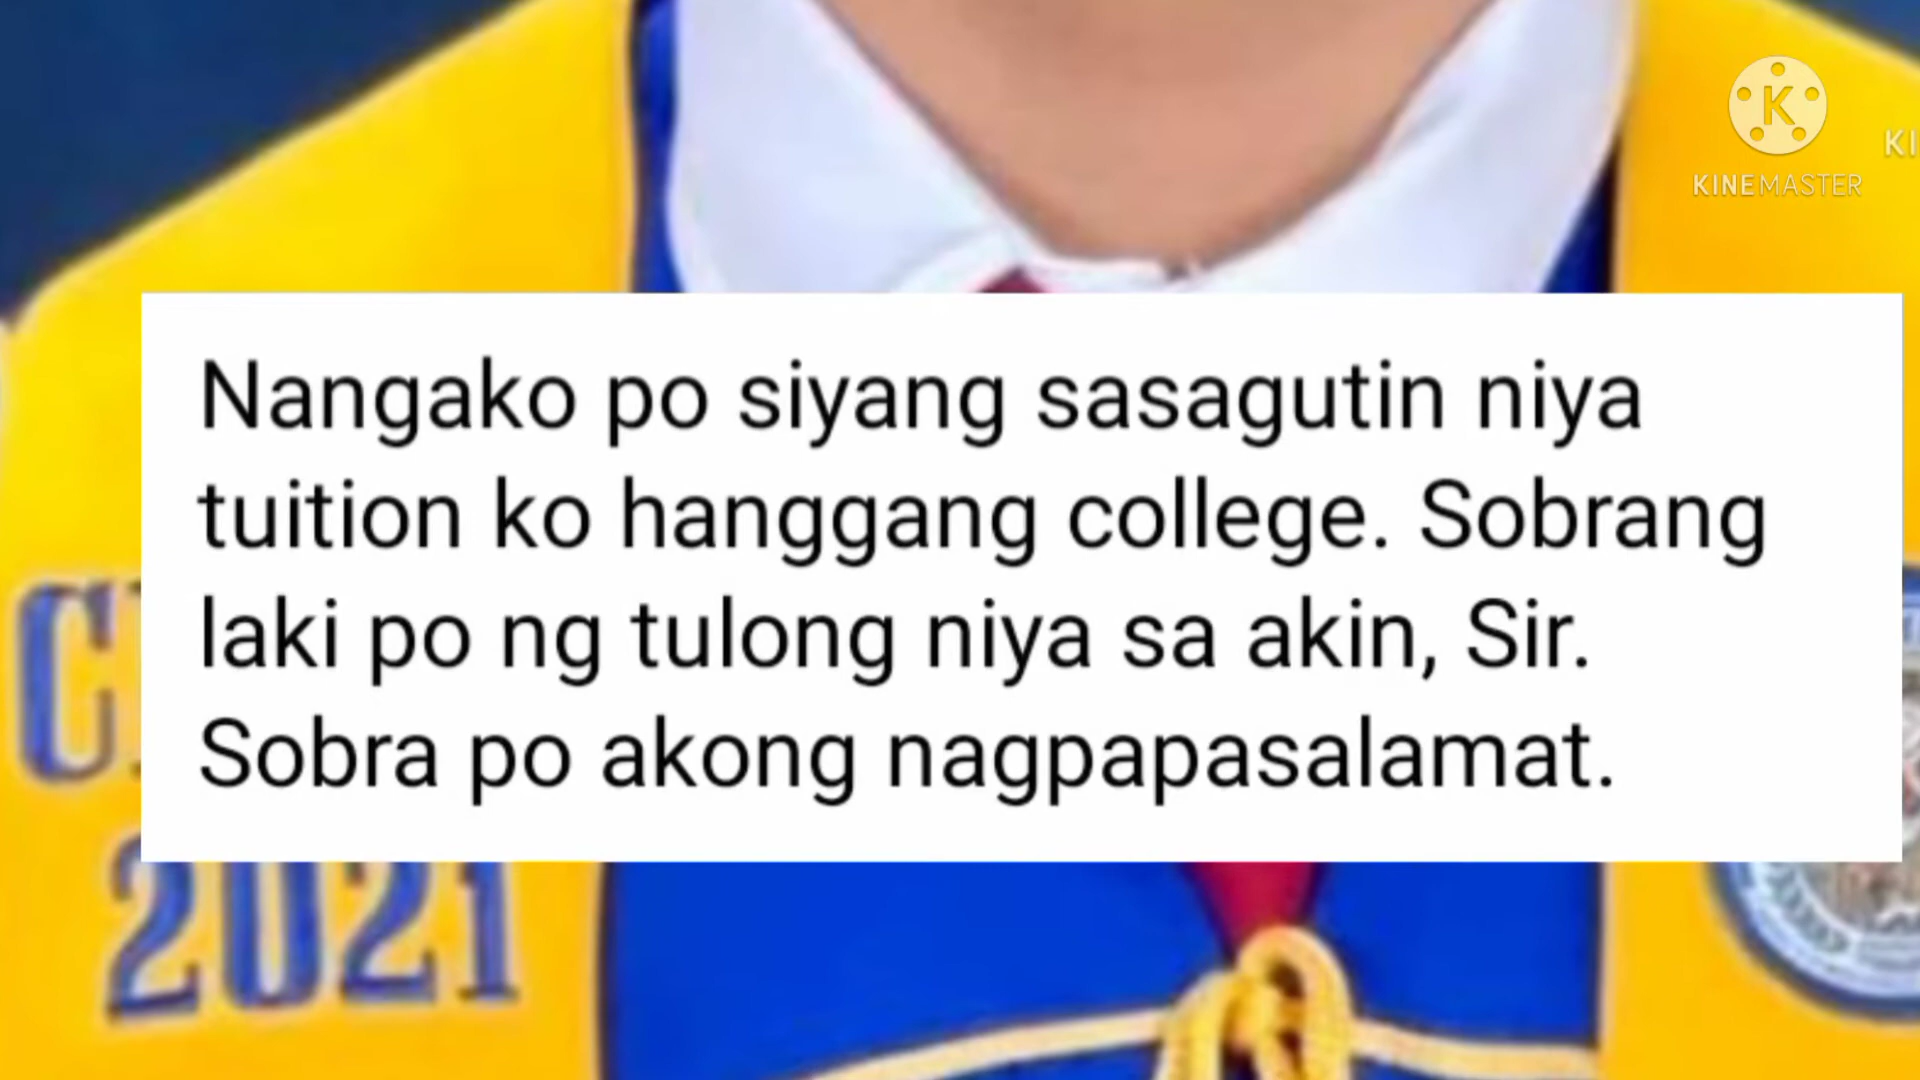 KINEMASTER
KI
Nangako po siyang sasagutin niya
tuition ko hanggang college. Sobrang
laki po ng tulong niya sa akin, Sir.
Sobra po akong nagpapasalamat.
2021